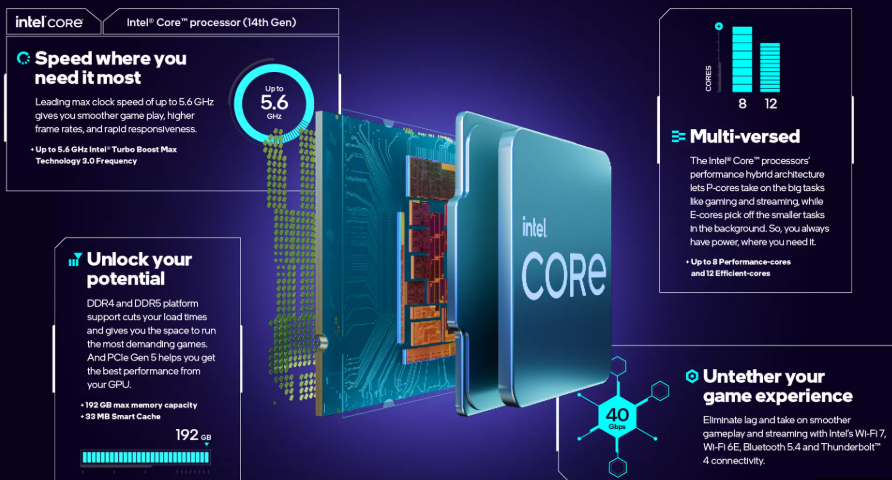 intel CORE
Intel® Core™ processor (14th Gen)
Speed where you
need it most
Leading max clock speed of up to 5.6 GHz
gives you smoother game play, higher
frame rates, and rapid responsiveness.
• Up to 5.6 GHz Intel® Turbo Boost Max
Technology 3.0 Frequency
Up to
5.6
GHz
CORES
8 12
Multi-versed
The Intel® Core™ processors'
performance hybrid architecture
lets P-cores take on the big tasks
like gaming and streaming, while
E-cores pick off the smaller tasks
in the background. So, you always
have power, where you need it.
• Up to 8 Performance-cores
and 12 Efficient-cores
intel
CORE
Unlock your
potential
DDR4 and DDR5 platform
support cuts your load times
and gives you the space to run
the most demanding games.
And PCIe Gen 5 helps you get
the best performance from
your GPU.
• 192 GB max memory capacity
• 33 MB Smart Cache
192 GB
40
Gbps
Untether your
game experience
Eliminate lag and take on smoother
gameplay and streaming with Intel's Wi-Fi 7,
Wi-Fi 6E, Bluetooth 5.4 and Thunderbolt™
4 connectivity.